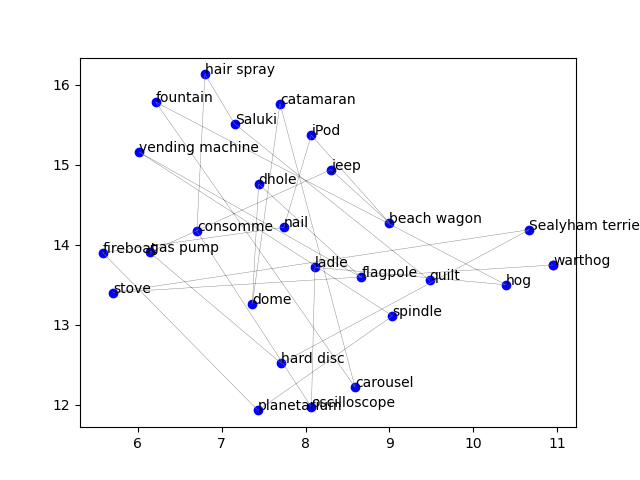 16
15
14
13
12
hair spray
fountain
catamaran
Saluki
iPod
vending machine
jeep
dhole
beach wagon
nail
consomme
Sealyham terrie
fireboat
gas pump
ladle
warthog
flagpole
quilt
hog
stove
dome
spindle
hard disc
carousel
planetarium
oscilloscope
6 7 8 9 10 11